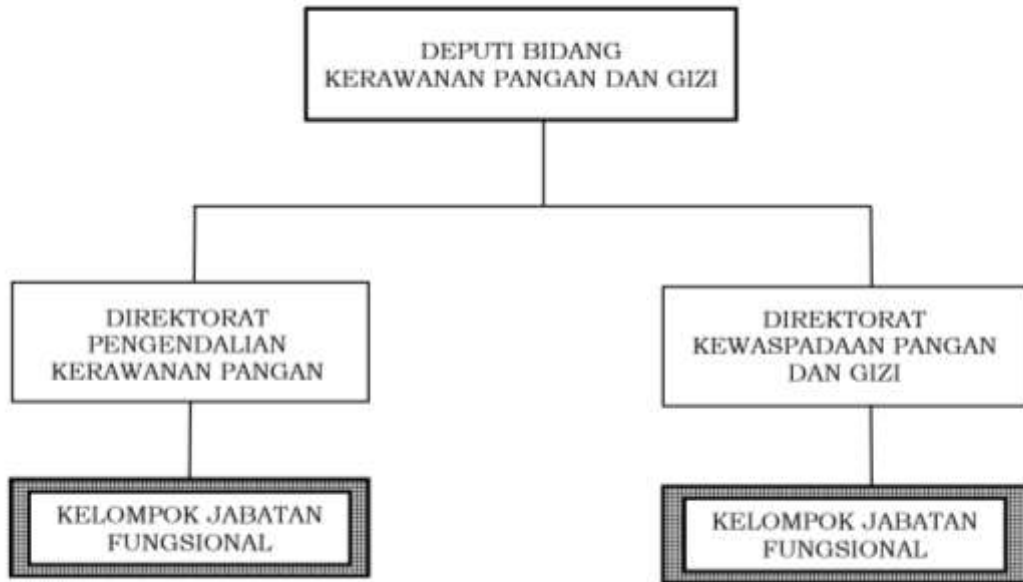 DEPUTI BIDANG
KERAWANAN PANGAN DAN GIZI
DIREKTORAT
PENGENDALIAN
KERAWANAN PANGAN
DIREKTORAT
KEWASPADAAN PANGAN
DAN GIZI
KELOMPOK JABATAN
FUNGSIONAL
KELOMPOK JABATAN
FUNGSIONAL